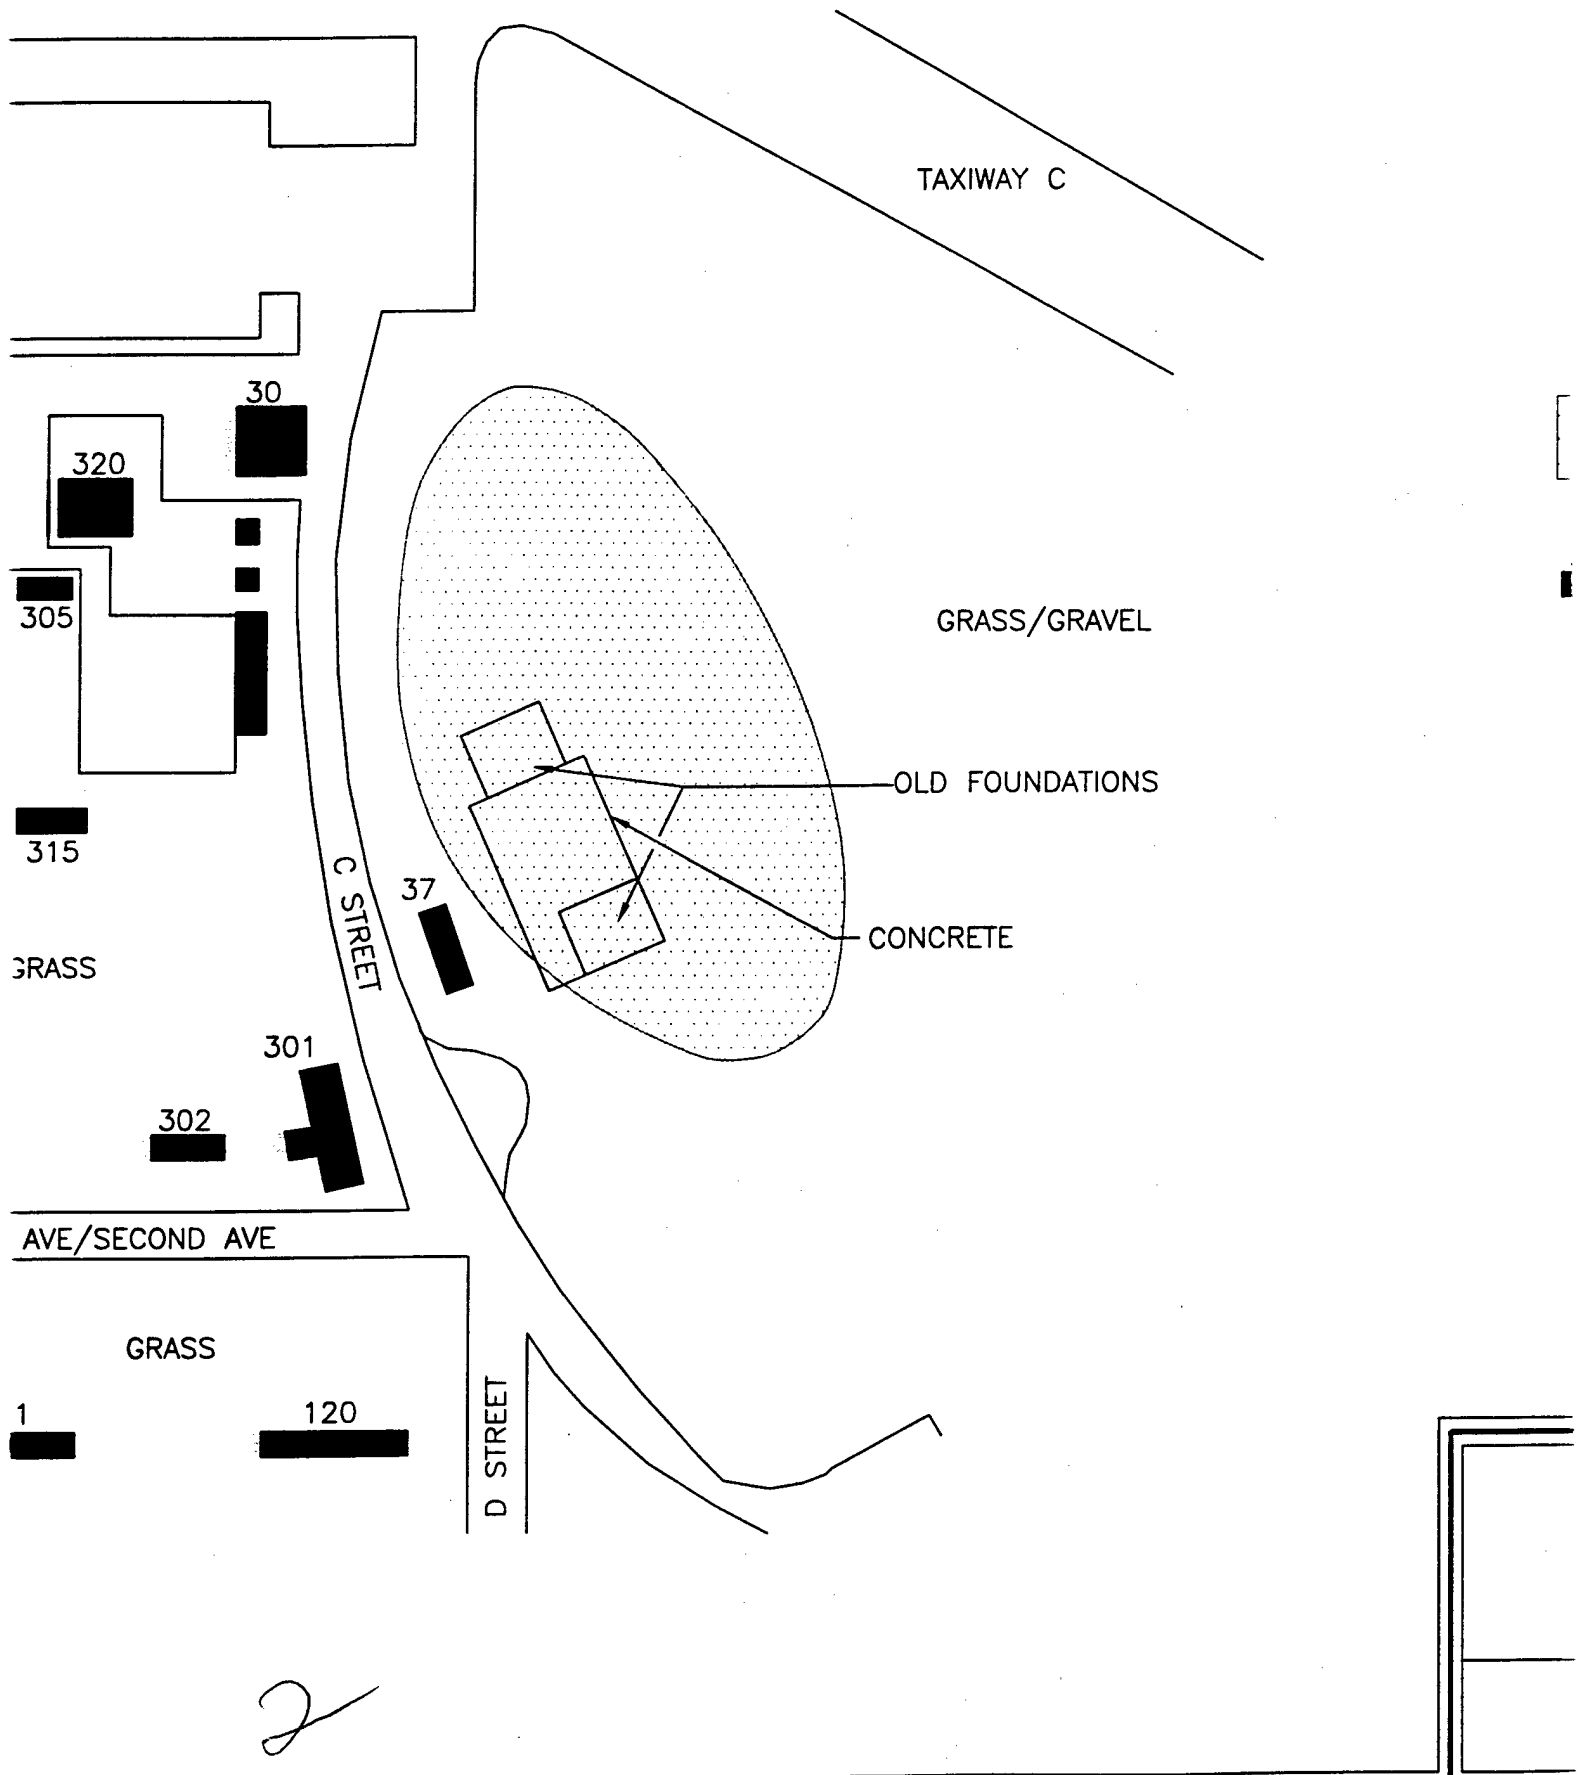 TAXIWAY C
30
320
305
GRASS/GRAVEL
OLD FOUNDATIONS
315
C STREET
37
CONCRETE
GRASS
301
302
AVE/SECOND AVE
GRASS
1
120
D STREET
2